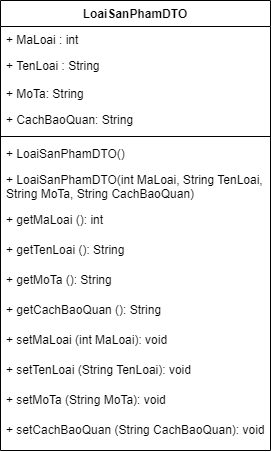 LoaiSanPhamDTO
+ MaLoai : int
+ TenLoai : String
+ MoTa: String
+ CachBaoQuan: String
+ LoaiSanPhamDTO()
+ LoaiSanPhamDTO(int MaLoai, String TenLoai,
String MoTa, String CachBaoQuan)
+ getMaLoai (): int
+ getTenLoai (): String
+ getMoTa (): String
+ getCachBaoQuan (): String
+ setMaLoai (int MaLoai): void
+ setTenLoai (String TenLoai): void
+ setMoTa (String MoTa): void
+ setCachBaoQuan (String CachBaoQuan): void